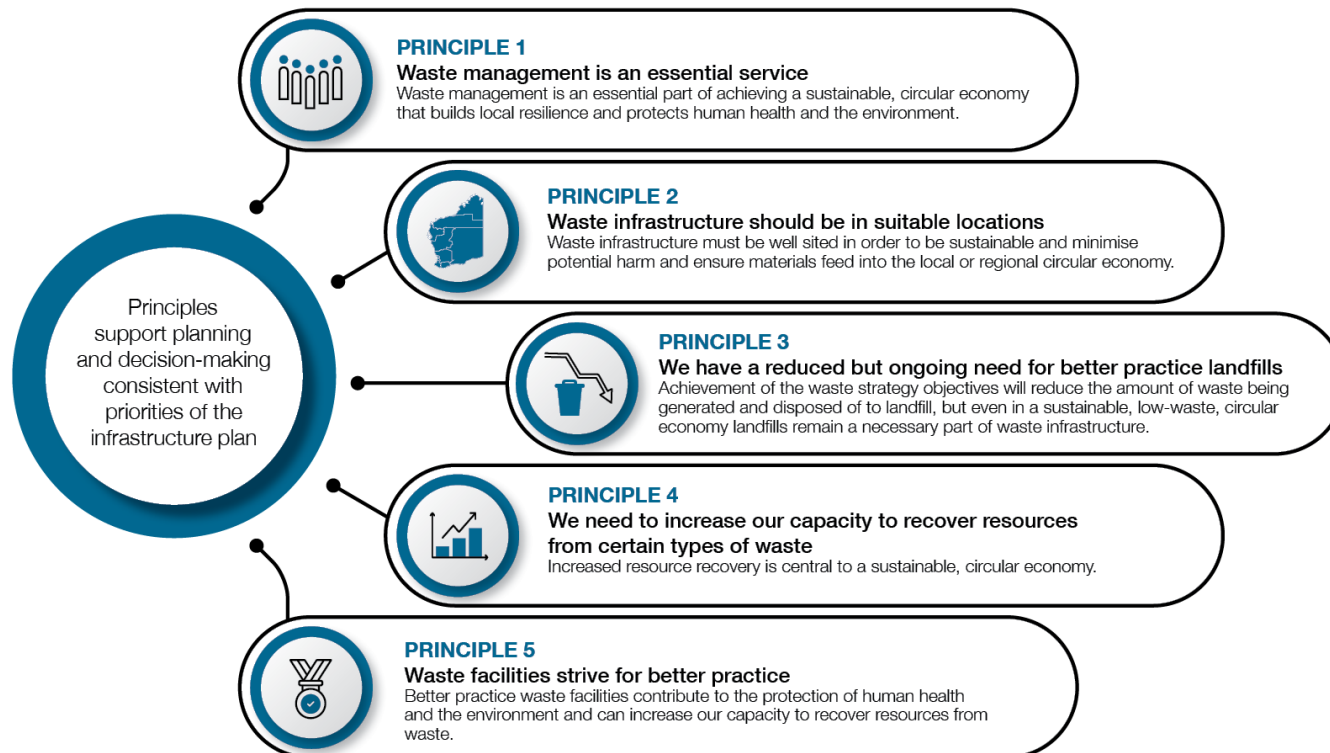 PRINCIPLE 1
Waste management is an essential service
Waste management is an essential part of achieving a sustainable, circular economy
that builds local resilience and protects human health and the environment.
PRINCIPLE 2
Waste infrastructure should be in suitable locations
Waste infrastructure must be well sited in order to be sustainable and minimise
potential harm and ensure materials feed into the local or regional circular economy.
Principles
support planning
and decision-making
consistent with
priorities of the
infrastructure plan
PRINCIPLE 3
We have a reduced but ongoing need for better practice landfills
Achievement of the waste strategy objectives will reduce the amount of waste being
generated and disposed of to landfill, but even in a sustainable, low-waste, circular
economy landfills remain a necessary part of waste infrastructure.
PRINCIPLE 4
We need to increase our capacity to recover resources
from certain types of waste
Increased resource recovery is central to a sustainable, circular economy.
PRINCIPLE 5
Waste facilities strive for better practice
Better practice waste facilities contribute to the protection of human health
and the environment and can increase our capacity to recover resources from
waste.